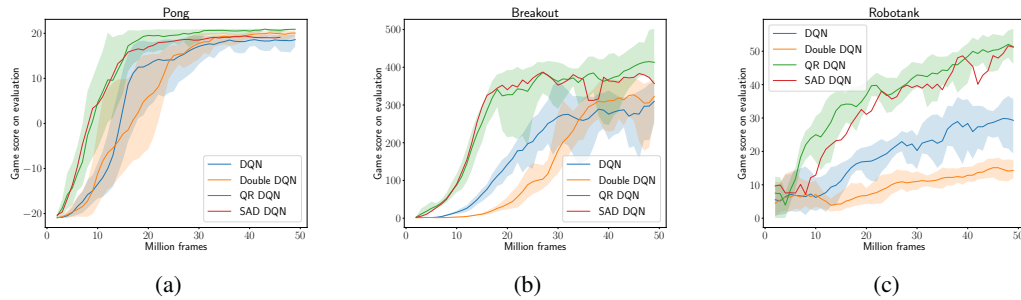 Pong
Game score on evaluation
20
10
0
−10
−20
0
10
20
30
40
50
Million frames
DQN
Double DQN
QR DQN
SAD DQN
(a)
Breakout
Game score on evaluation
500
400
300
200
100
0
0
10
20
30
40
50
Million frames
DQN
Double DQN
QR DQN
SAD DQN
(b)
Robotank
Game score on evaluation
50
40
30
20
10
0
0
10
20
30
40
50
Million frames
DQN
Double DQN
QR DQN
SAD DQN
(c)